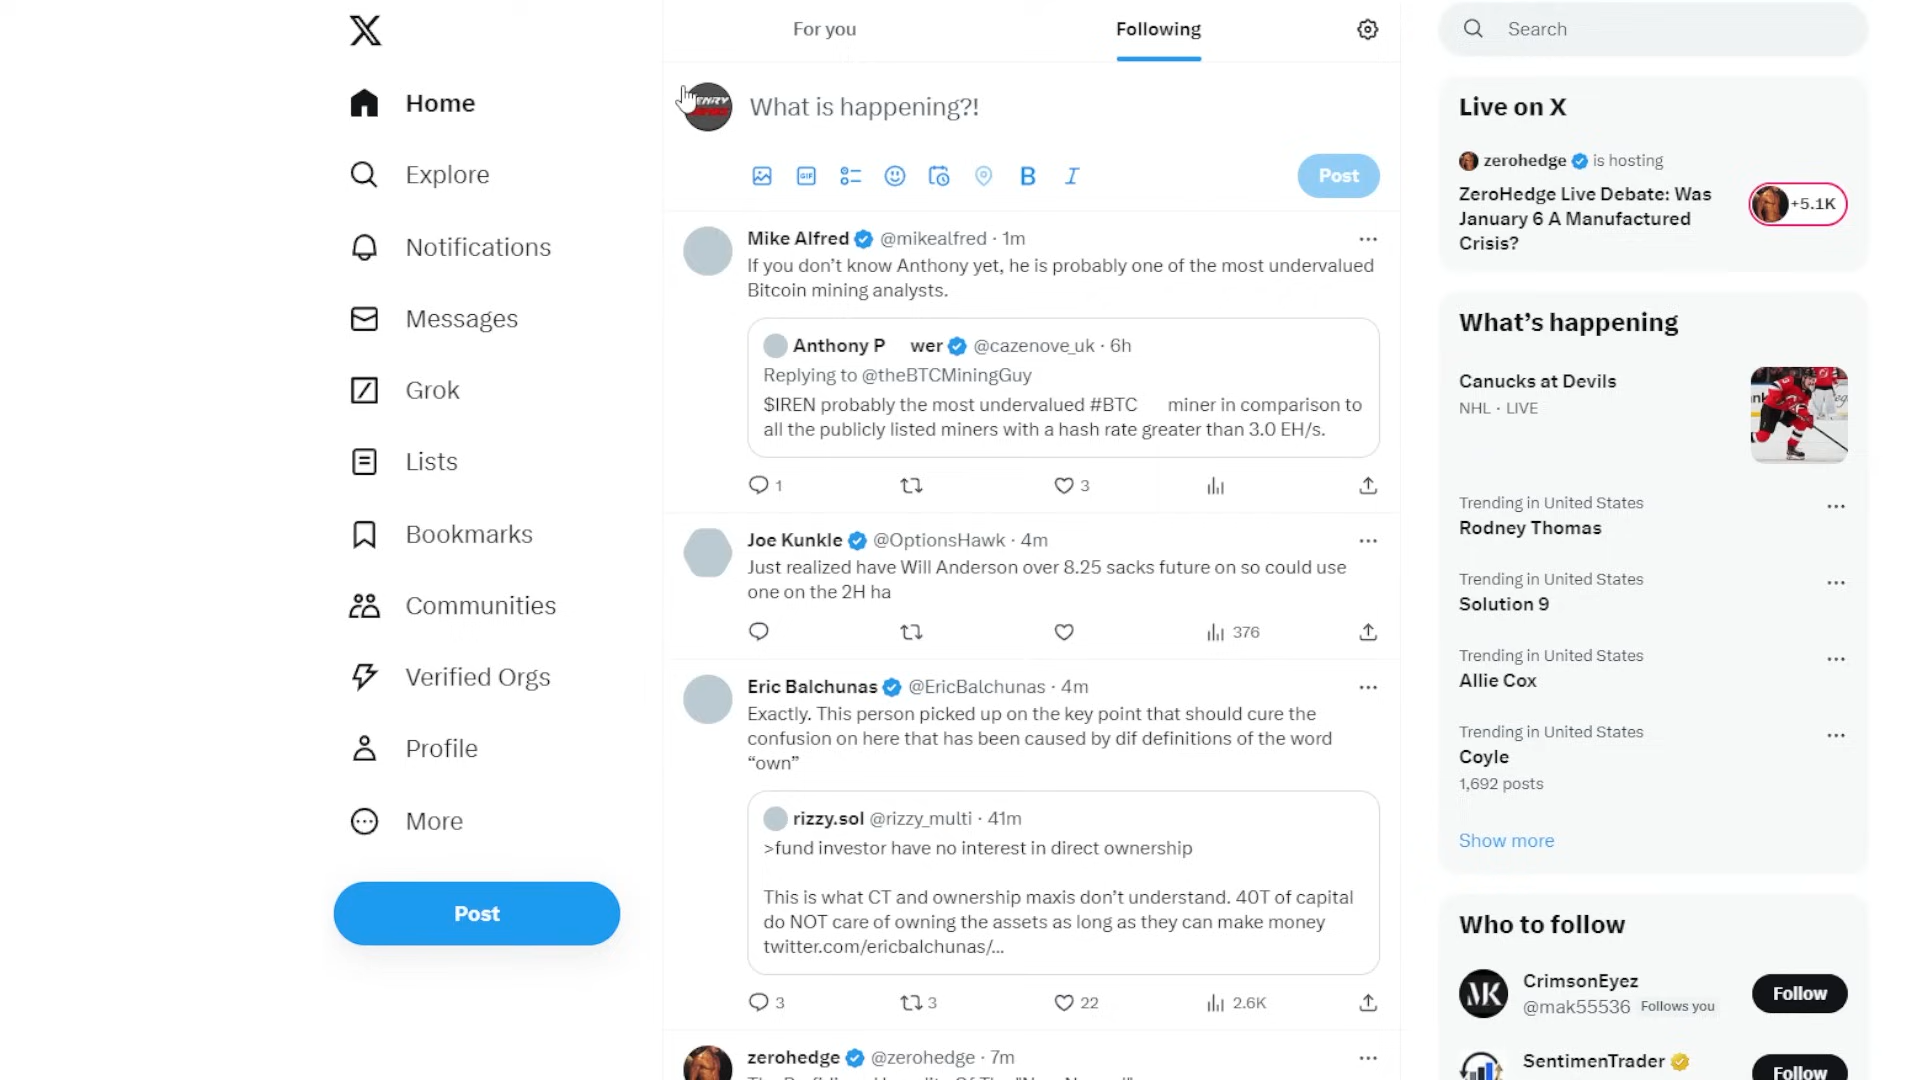 X
Home
Explore
Notifications
Messages
Grok
Lists
Bookmarks
Communities
Verified Orgs
Profile
More
Post
For you
Following
What is happening?!
GIF
B I
Post
Mike Alfred @mikealfred · 1m
If you don’t know Anthony yet, he is probably one of the most undervalued
Bitcoin mining analysts.
Anthony P wer @cazenove_uk · 6h
Replying to @theBTCMiningGuy
$IREN probably the most undervalued #BTC miner in comparison to
all the publicly listed miners with a hash rate greater than 3.0 EH/s.
1 3
Joe Kunkle @OptionsHawk · 4m
Just realized have Will Anderson over 8.25 sacks future on so could use
one on the 2H ha
376
Eric Balchunas @EricBalchunas · 4m
Exactly. This person picked up on the key point that should cure the
confusion on here that has been caused by dif definitions of the word
“own”
rizzy.sol @rizzy_multi · 41m
>fund investor have no interest in direct ownership
This is what CT and ownership maxis don’t understand. 40T of capital
do NOT care of owning the assets as long as they can make money
twitter.com/ericbalchunas/...
3 3 22 2.6K
zerohedge @zerohedge · 7m
Search
Live on X
zerohedge is hosting
ZeroHedge Live Debate: Was
January 6 A Manufactured
Crisis?
+5.1K
What’s happening
Canucks at Devils
NHL · LIVE
Trending in United States
Rodney Thomas
Trending in United States
Solution 9
Trending in United States
Allie Cox
Trending in United States
Coyle
1,692 posts
Show more
Who to follow
MK
CrimsonEyez
@mak55536 Follows you
Follow
SentimenTrader
Follow